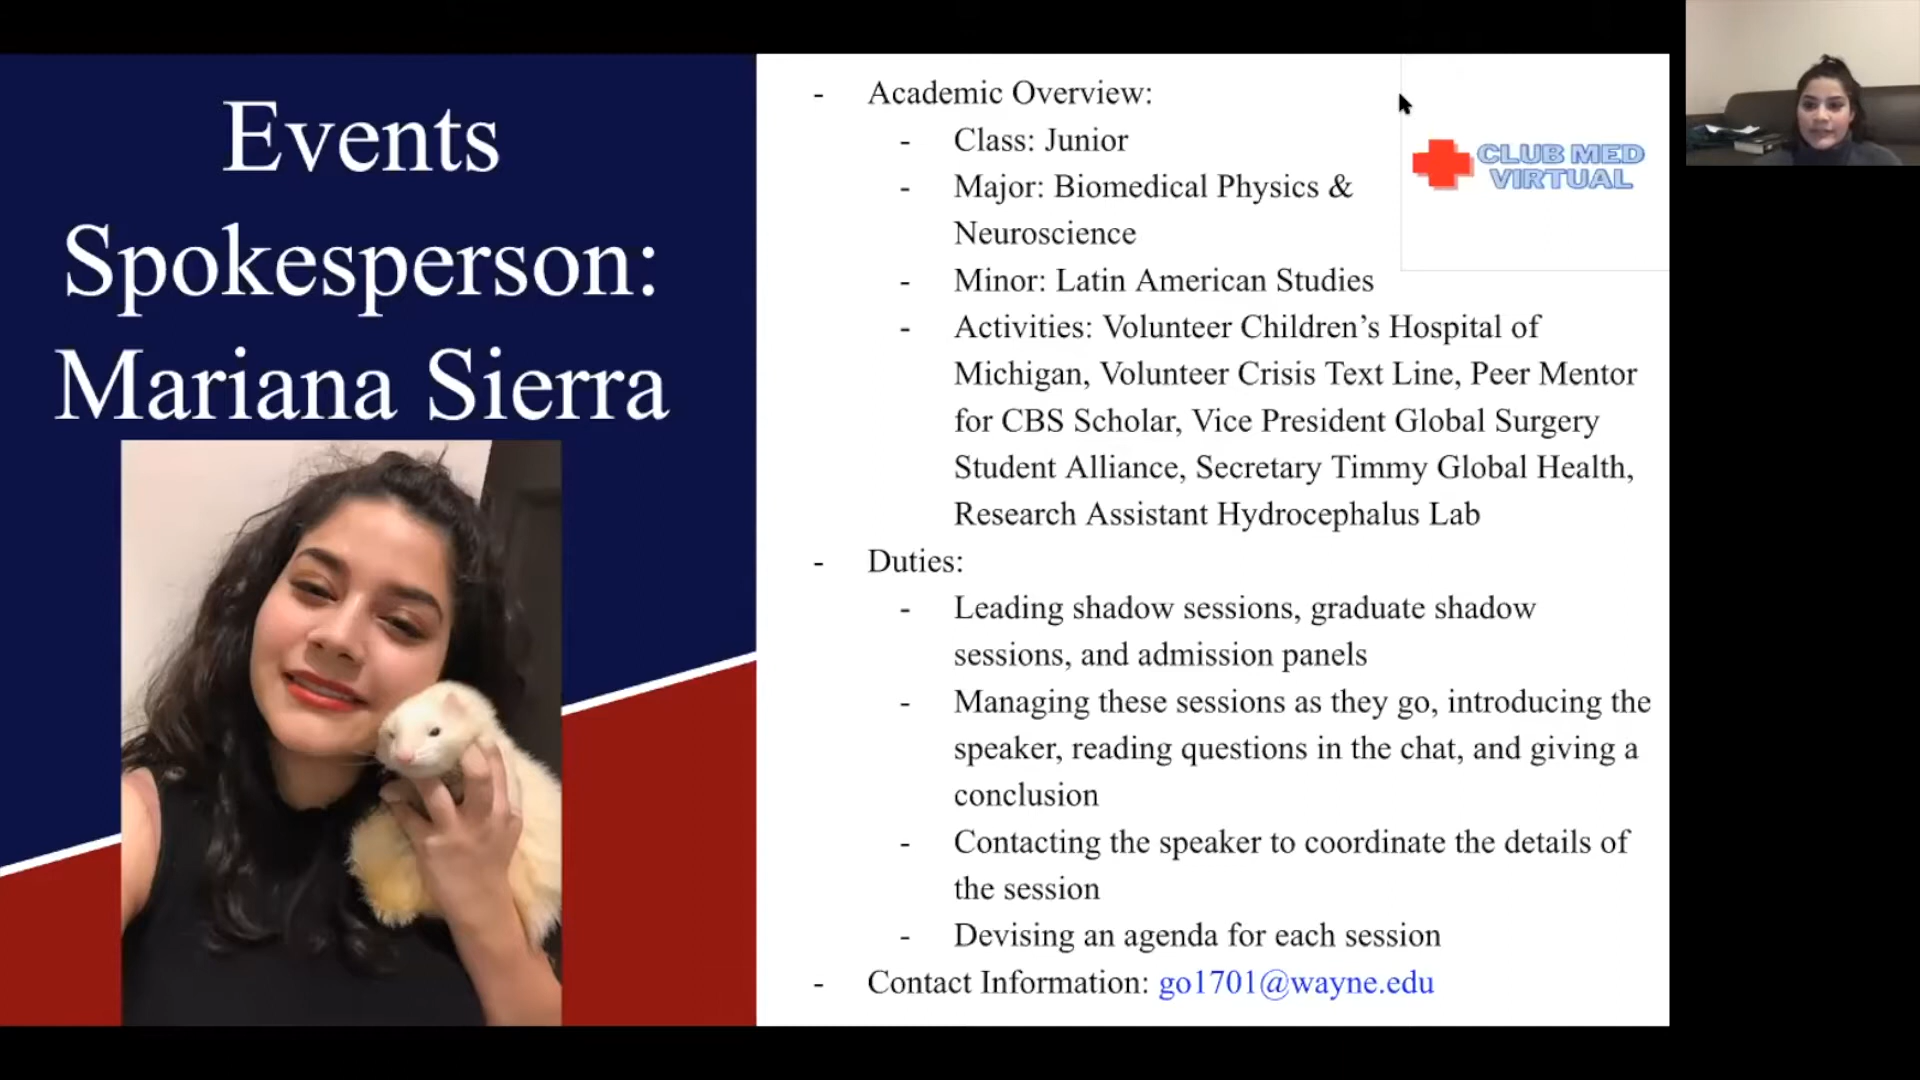 Events
Spokesperson:
Mariana Sierra
- Academic Overview:
- Class: Junior
- Major: Biomedical Physics &
Neuroscience
- Minor: Latin American Studies
- Activities: Volunteer Children’s Hospital of
Michigan, Volunteer Crisis Text Line, Peer Mentor
for CBS Scholar, Vice President Global Surgery
Student Alliance, Secretary Timmy Global Health,
Research Assistant Hydrocephalus Lab
- Duties:
- Leading shadow sessions, graduate shadow
sessions, and admission panels
- Managing these sessions as they go, introducing the
speaker, reading questions in the chat, and giving a
conclusion
- Contacting the speaker to coordinate the details of
the session
- Devising an agenda for each session
- Contact Information: go1701@wayne.edu
CLUB MED
VIRTUAL